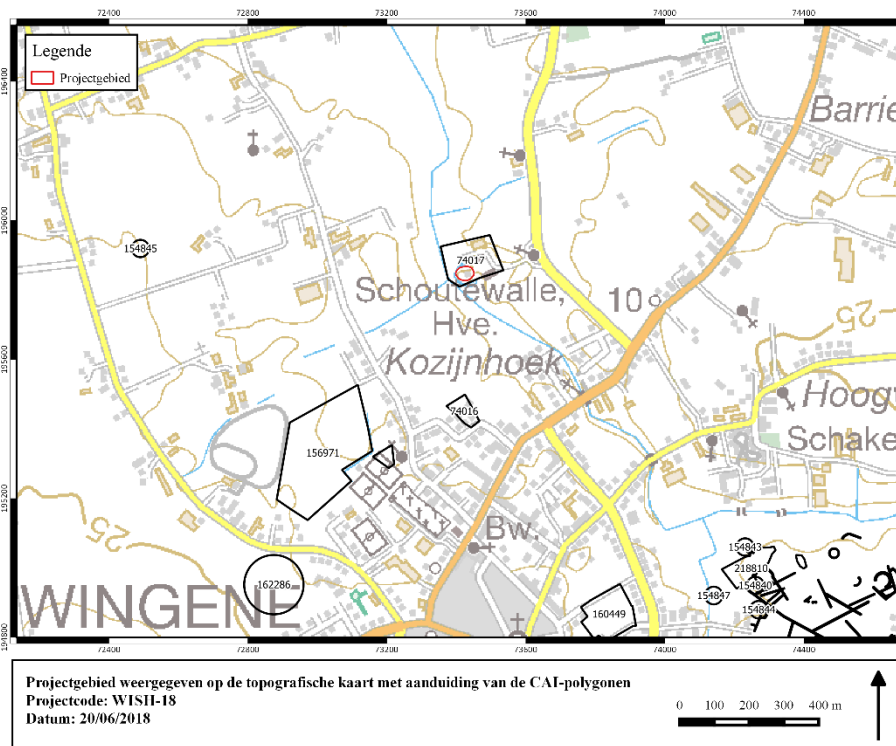 72400 72800 73200 73600 74000 74400
196400
Legende
Projectgebied
Barrie
196000
154845
74017
Schoutewalle,
Hve.
10
25
195600
Kozijnhoek
74016
Hoogv
Schake
156971
195200
25
Bw.
154843
218810
154840
154847
154844
162286
WINGENE
160449
194800
72400 72800 73200 73600 74000 74400
Projectgebied weergegeven op de topografische kaart met aanduiding van de CAI-polygonen
Projectcode: WISH-18
Datum: 20/06/2018
0 100 200 300 400 m